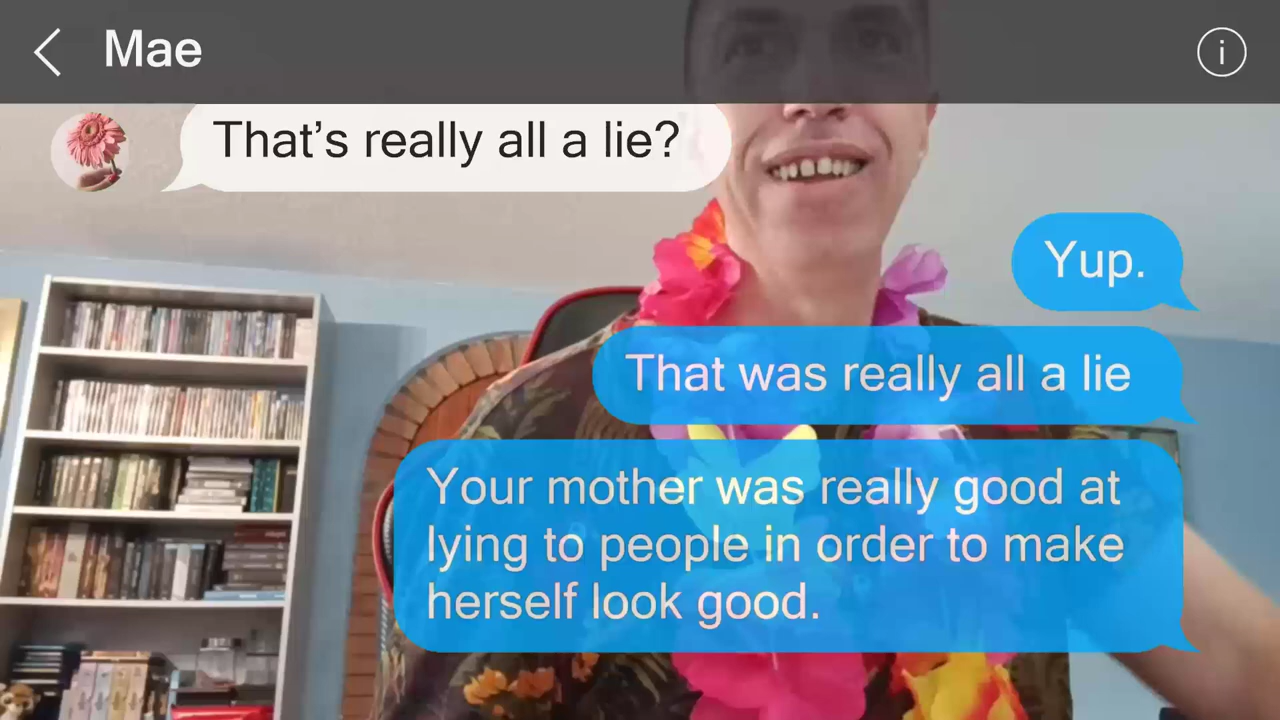 Mae
i
That’s really all a lie?
Yup.
That was really all a lie
Your mother was really good at
lying to people in order to make
herself look good.